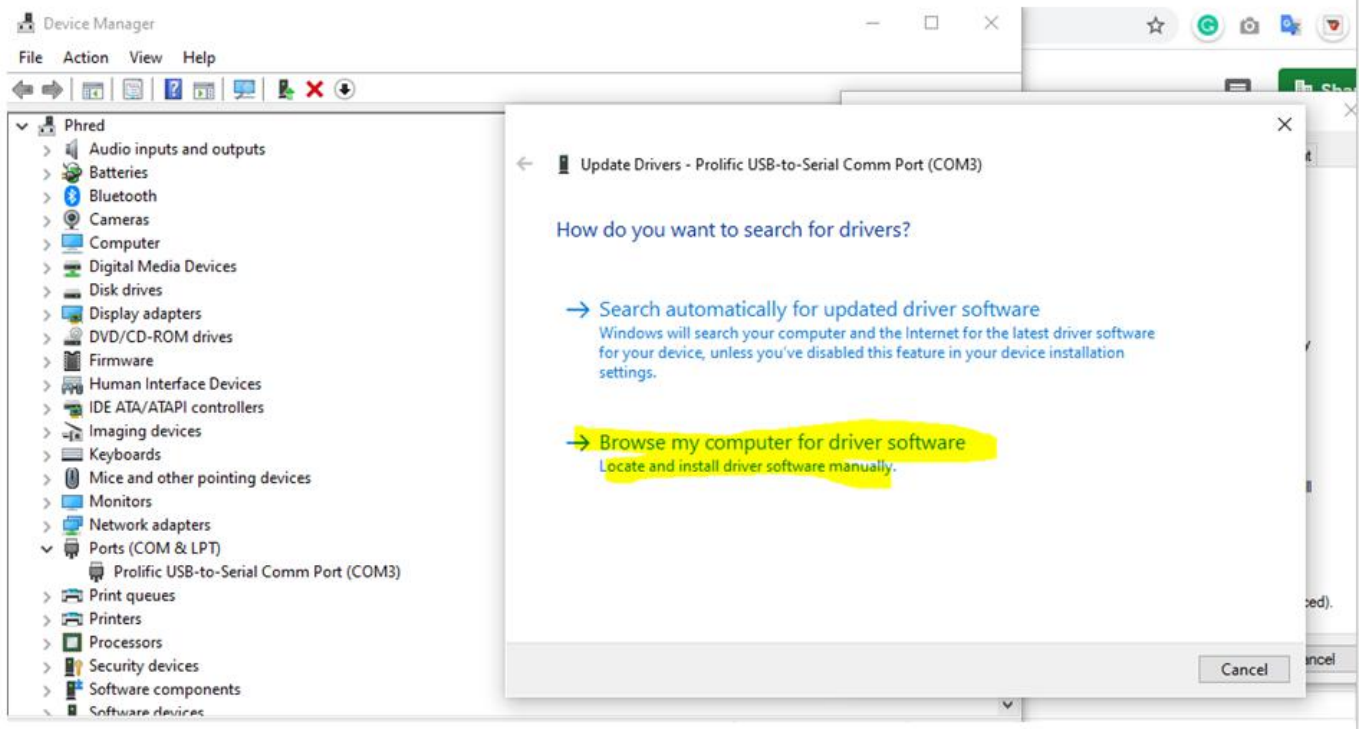 Device Manager
File Action View Help
Phred
Audio inputs and outputs
Batteries
Bluetooth
Cameras
Computer
Digital Media Devices
Disk drives
Display adapters
DVD/CD-ROM drives
Firmware
Human Interface Devices
IDE ATA/ATAPI controllers
Imaging devices
Keyboards
Mice and other pointing devices
Monitors
Network adapters
Ports (COM & LPT)
Prolific USB-to-Serial Comm Port (COM3)
Print queues
Printers
Processors
Security devices
Software components
Software devices
Update Drivers - Prolific USB-to-Serial Comm Port (COM3)
How do you want to search for drivers?
Search automatically for updated driver software
Windows will search your computer and the Internet for the latest driver software
for your device, unless you've disabled this feature in your device installation
settings.
Browse my computer for driver software
Locate and install driver software manually.
Cancel